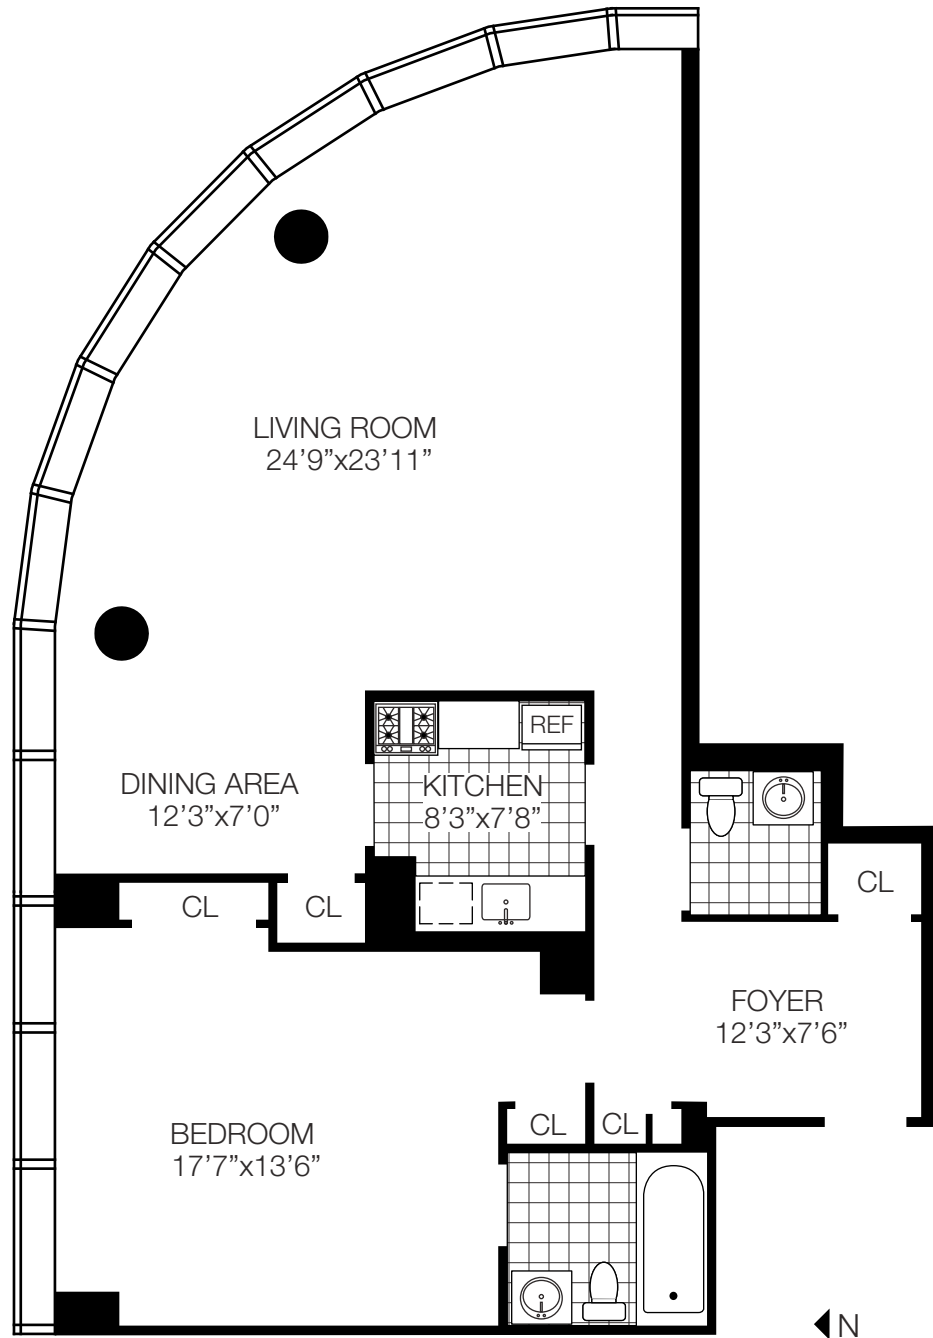 LIVING ROOM
24’9”x23’11”
REF
DINING AREA
12’3”x7’0”
KITCHEN
8’3”x7’8”
CL
CL
CL
FOYER
12’3”x7’6”
CL
CL
BEDROOM
17’7”x13’6”
N